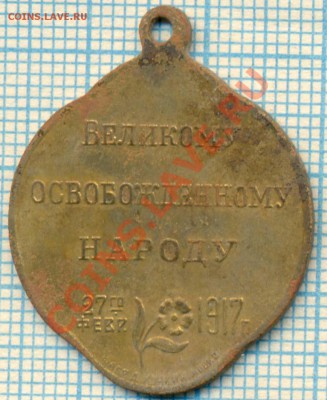 COINS.LAVE.RU
COINS.LAVE.RU
ВЕЛИКОМУ
ОСВОБОЖДЕННОМУ
НАРОДУ
27го
ФЕВР
1917г.